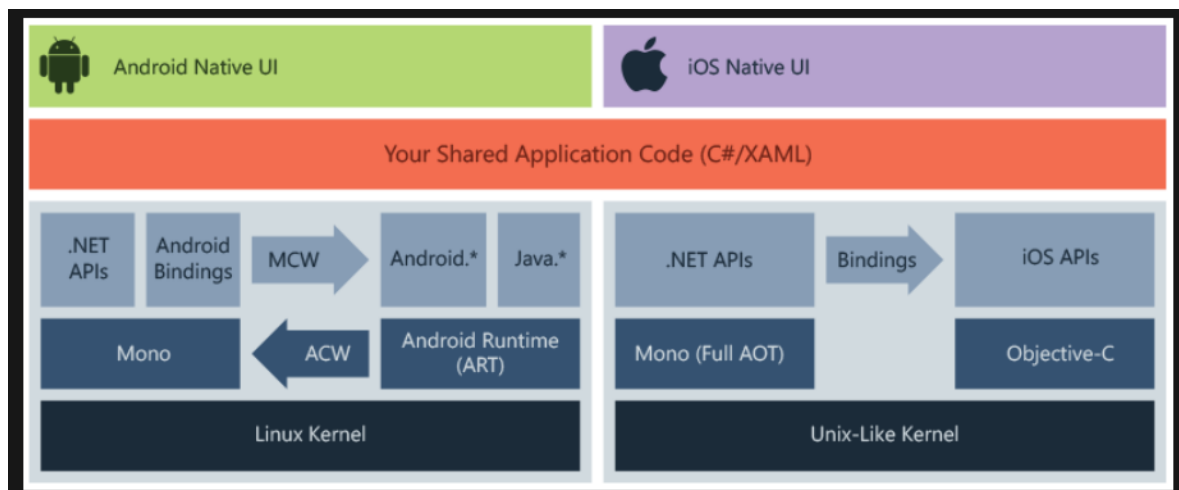 Android Native UI
iOS Native UI
Your Shared Application Code (C#/XAML)
.NET
APIs
Android
Bindings
MCW
Android.*
Java.*
Mono
ACW
Android Runtime
(ART)
Linux Kernel
.NET APIs
Bindings
iOS APIs
Mono (Full AOT)
Objective-C
Unix-Like Kernel